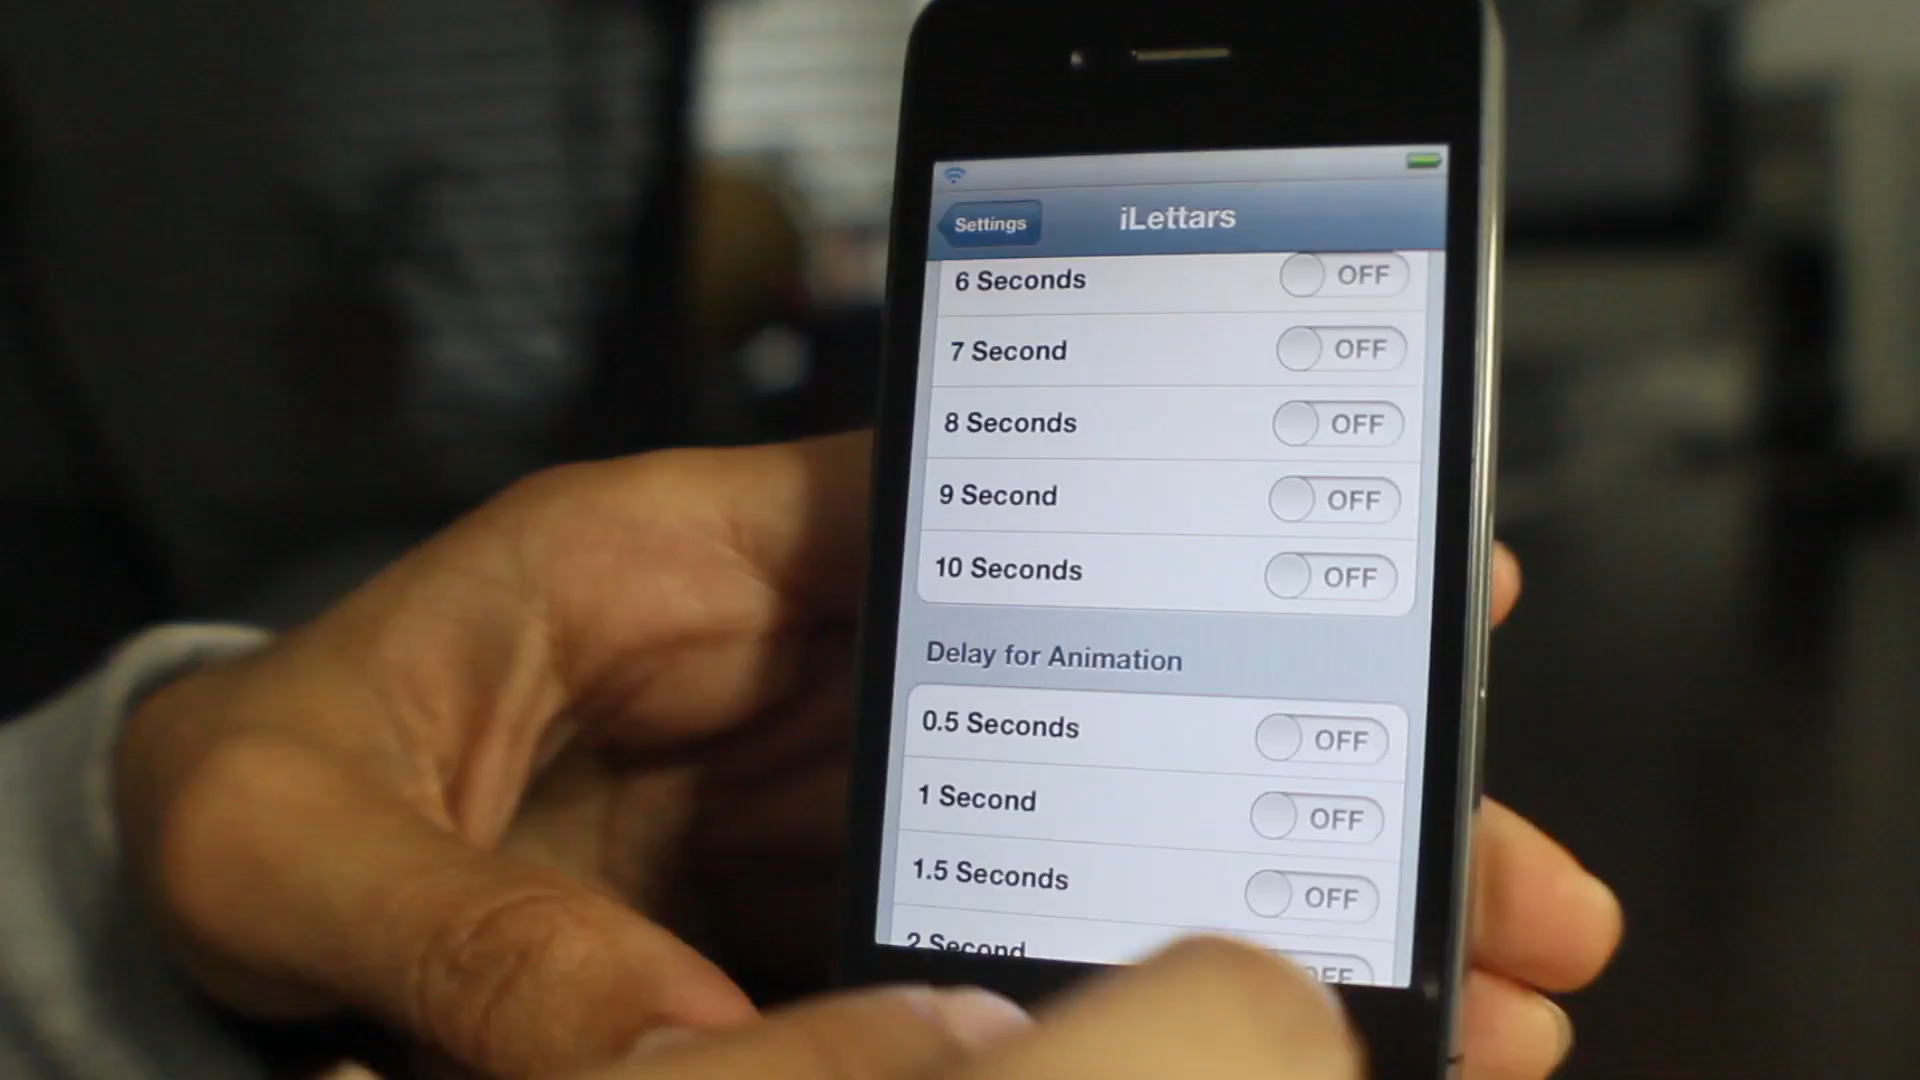 Settings
iLettars
6 Seconds OFF
7 Second OFF
8 Seconds OFF
9 Second OFF
10 Seconds OFF
Delay for Animation
0.5 Seconds OFF
1 Second OFF
1.5 Seconds OFF
2 Second OFF